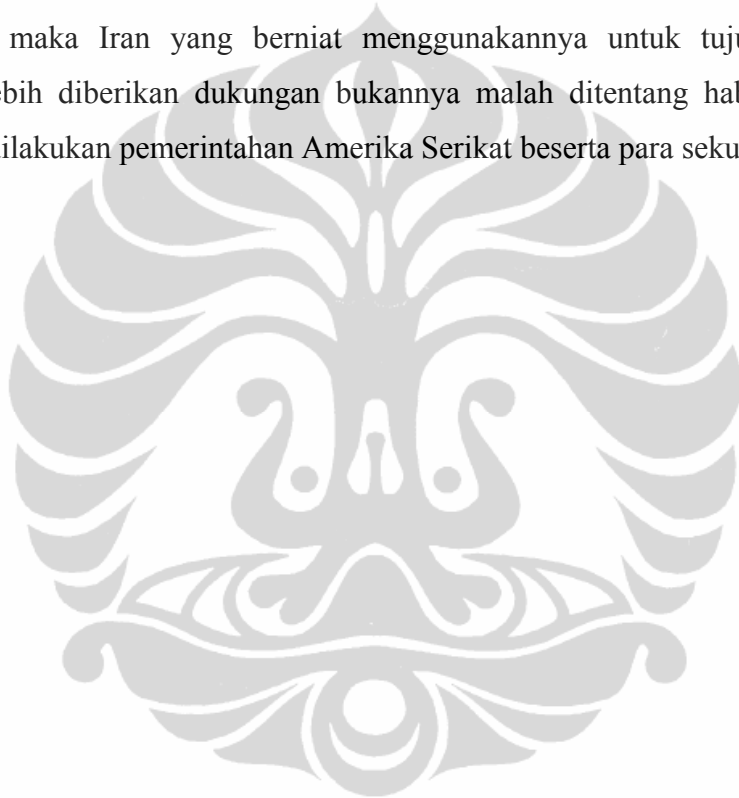 maka Iran yang berniat menggunakannya untuk tuju
ebih diberikan dukungan bukannya malah ditentang hab
ilakukan pemerintahan Amerika Serikat beserta para seku